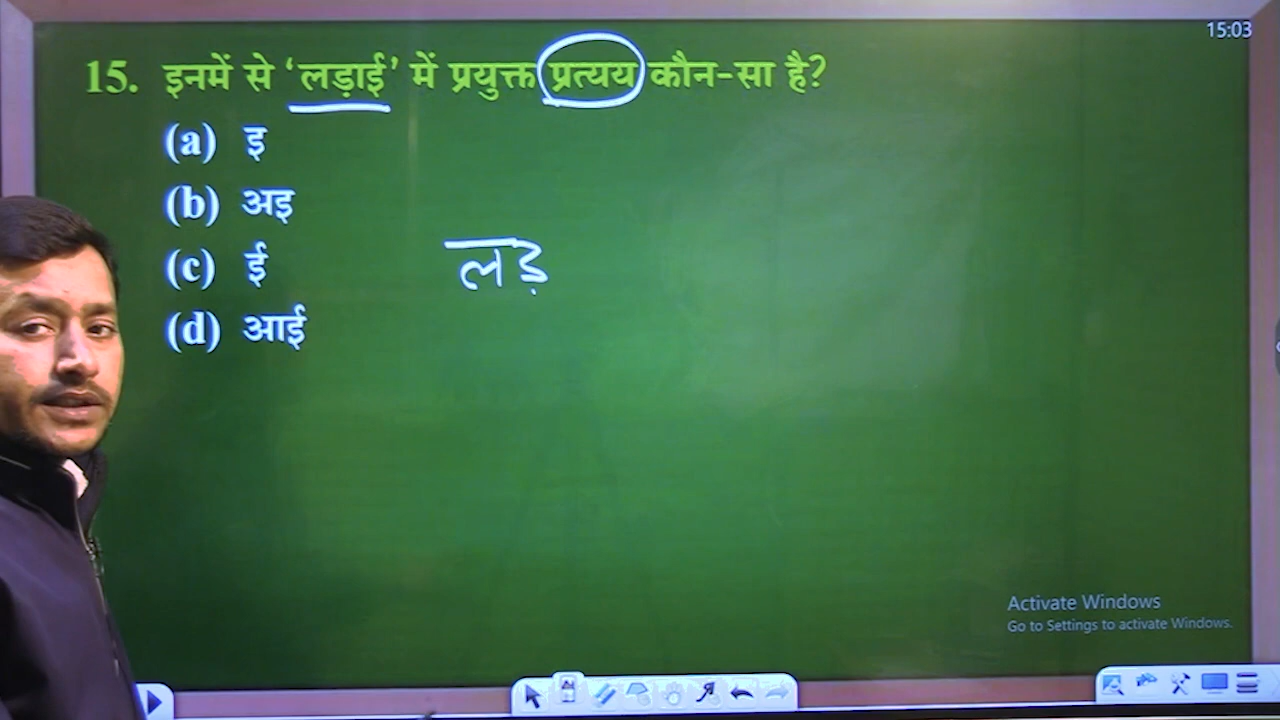 15:03
15. इनमें से ‘लड़ाई’ में प्रयुक्त प्रत्यय कौन-सा है?
(a) इ
(b) अइ
(c) ई
(d) आई
लड़
Activate Windows
Go to Settings to activate Windows.